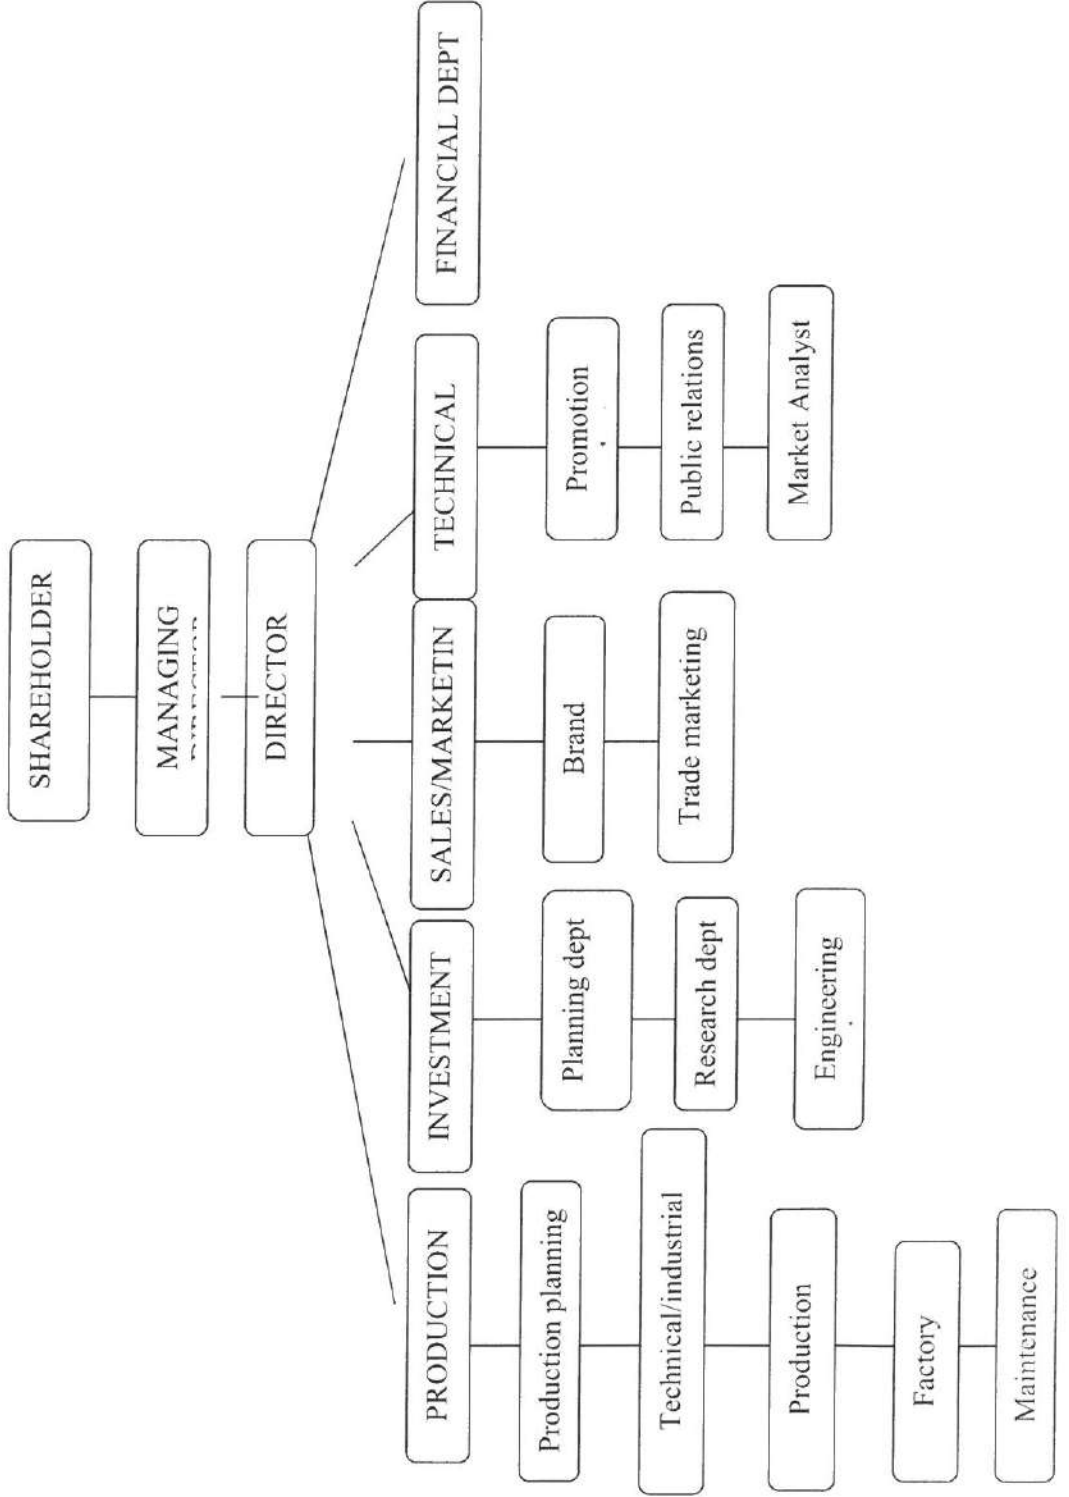 SHAREHOLDER
MANAGING
DIRECTOR
DIRECTOR
PRODUCTION
INVESTMENT
SALES/MARKETIN
TECHNICAL
FINANCIAL DEPT
Production planning
Technical/industrial
Production
Factory
Maintenance
Planning dept
Research dept
Engineering
Brand
Trade marketing
Promotion
Public relations
Market Analyst